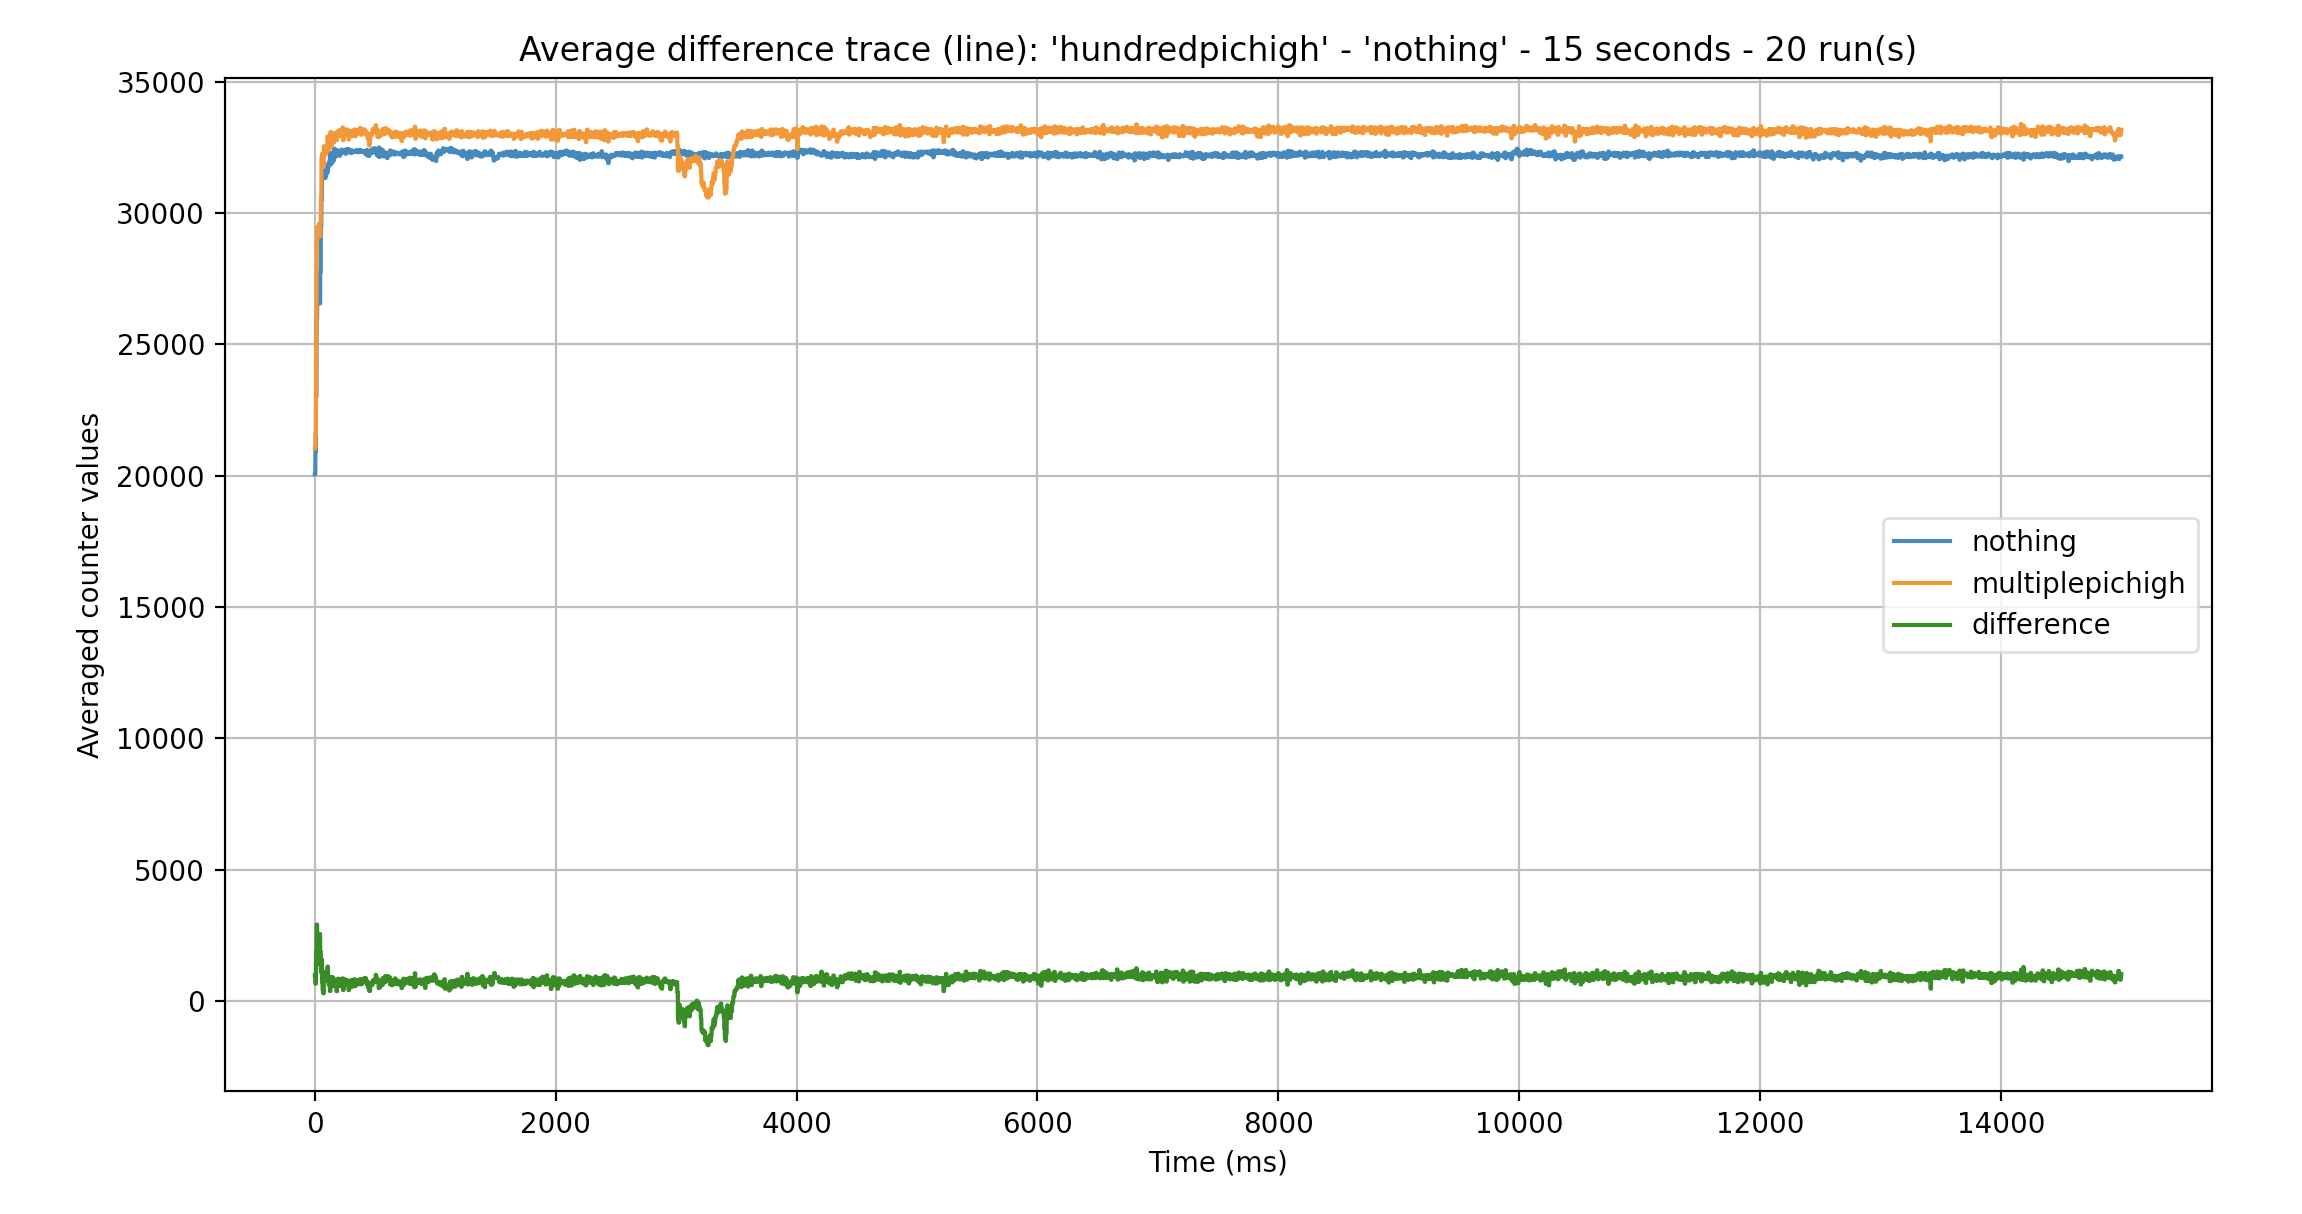 Average difference trace (line): 'hundredpichigh' - 'nothing' - 15 seconds - 20 run(s)
35000
30000
25000
20000
15000
10000
5000
0
Averaged counter values
nothing
multiplepichigh
difference
0 2000 4000 6000 8000 10000 12000 14000
Time (ms)